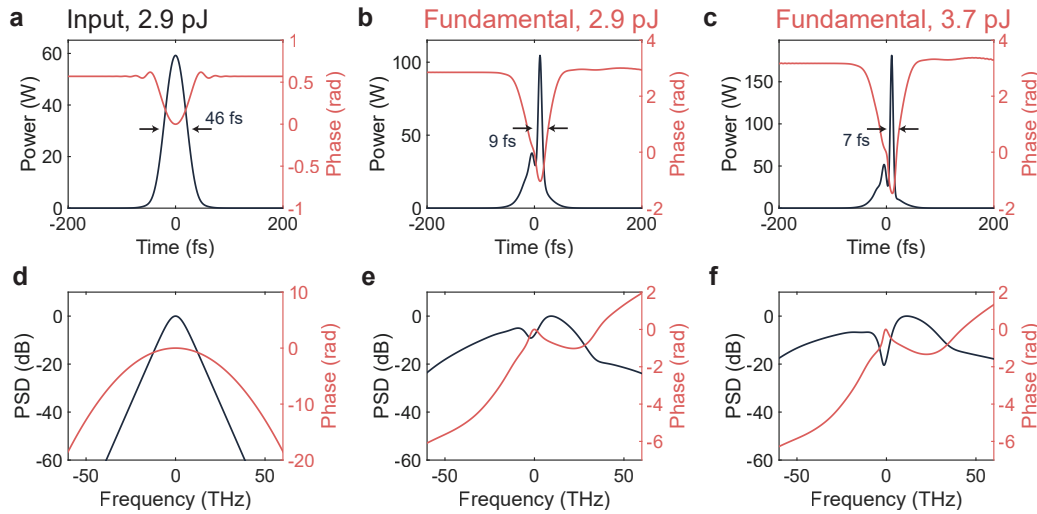 a Input, 2.9 pJ
b Fundamental, 2.9 pJ
c Fundamental, 3.7 pJ
60
40
20
0
Power (W)
1
0.5
0
-0.5
-1
Phase (rad)
46 fs
-200
0
200
Time (fs)
100
50
0
Power (W)
4
2
0
-2
Phase (rad)
9 fs
-200
0
200
Time (fs)
150
100
50
0
Power (W)
4
2
0
-2
Phase (rad)
7 fs
-200
0
200
Time (fs)
d
0
-20
-40
-60
PSD (dB)
10
0
-10
-20
Phase (rad)
-50
0
50
Frequency (THz)
e
0
-20
-40
-60
PSD (dB)
2
0
-2
-4
-6
Phase (rad)
-50
0
50
Frequency (THz)
f
0
-20
-40
-60
PSD (dB)
2
0
-2
-4
-6
Phase (rad)
-50
0
50
Frequency (THz)